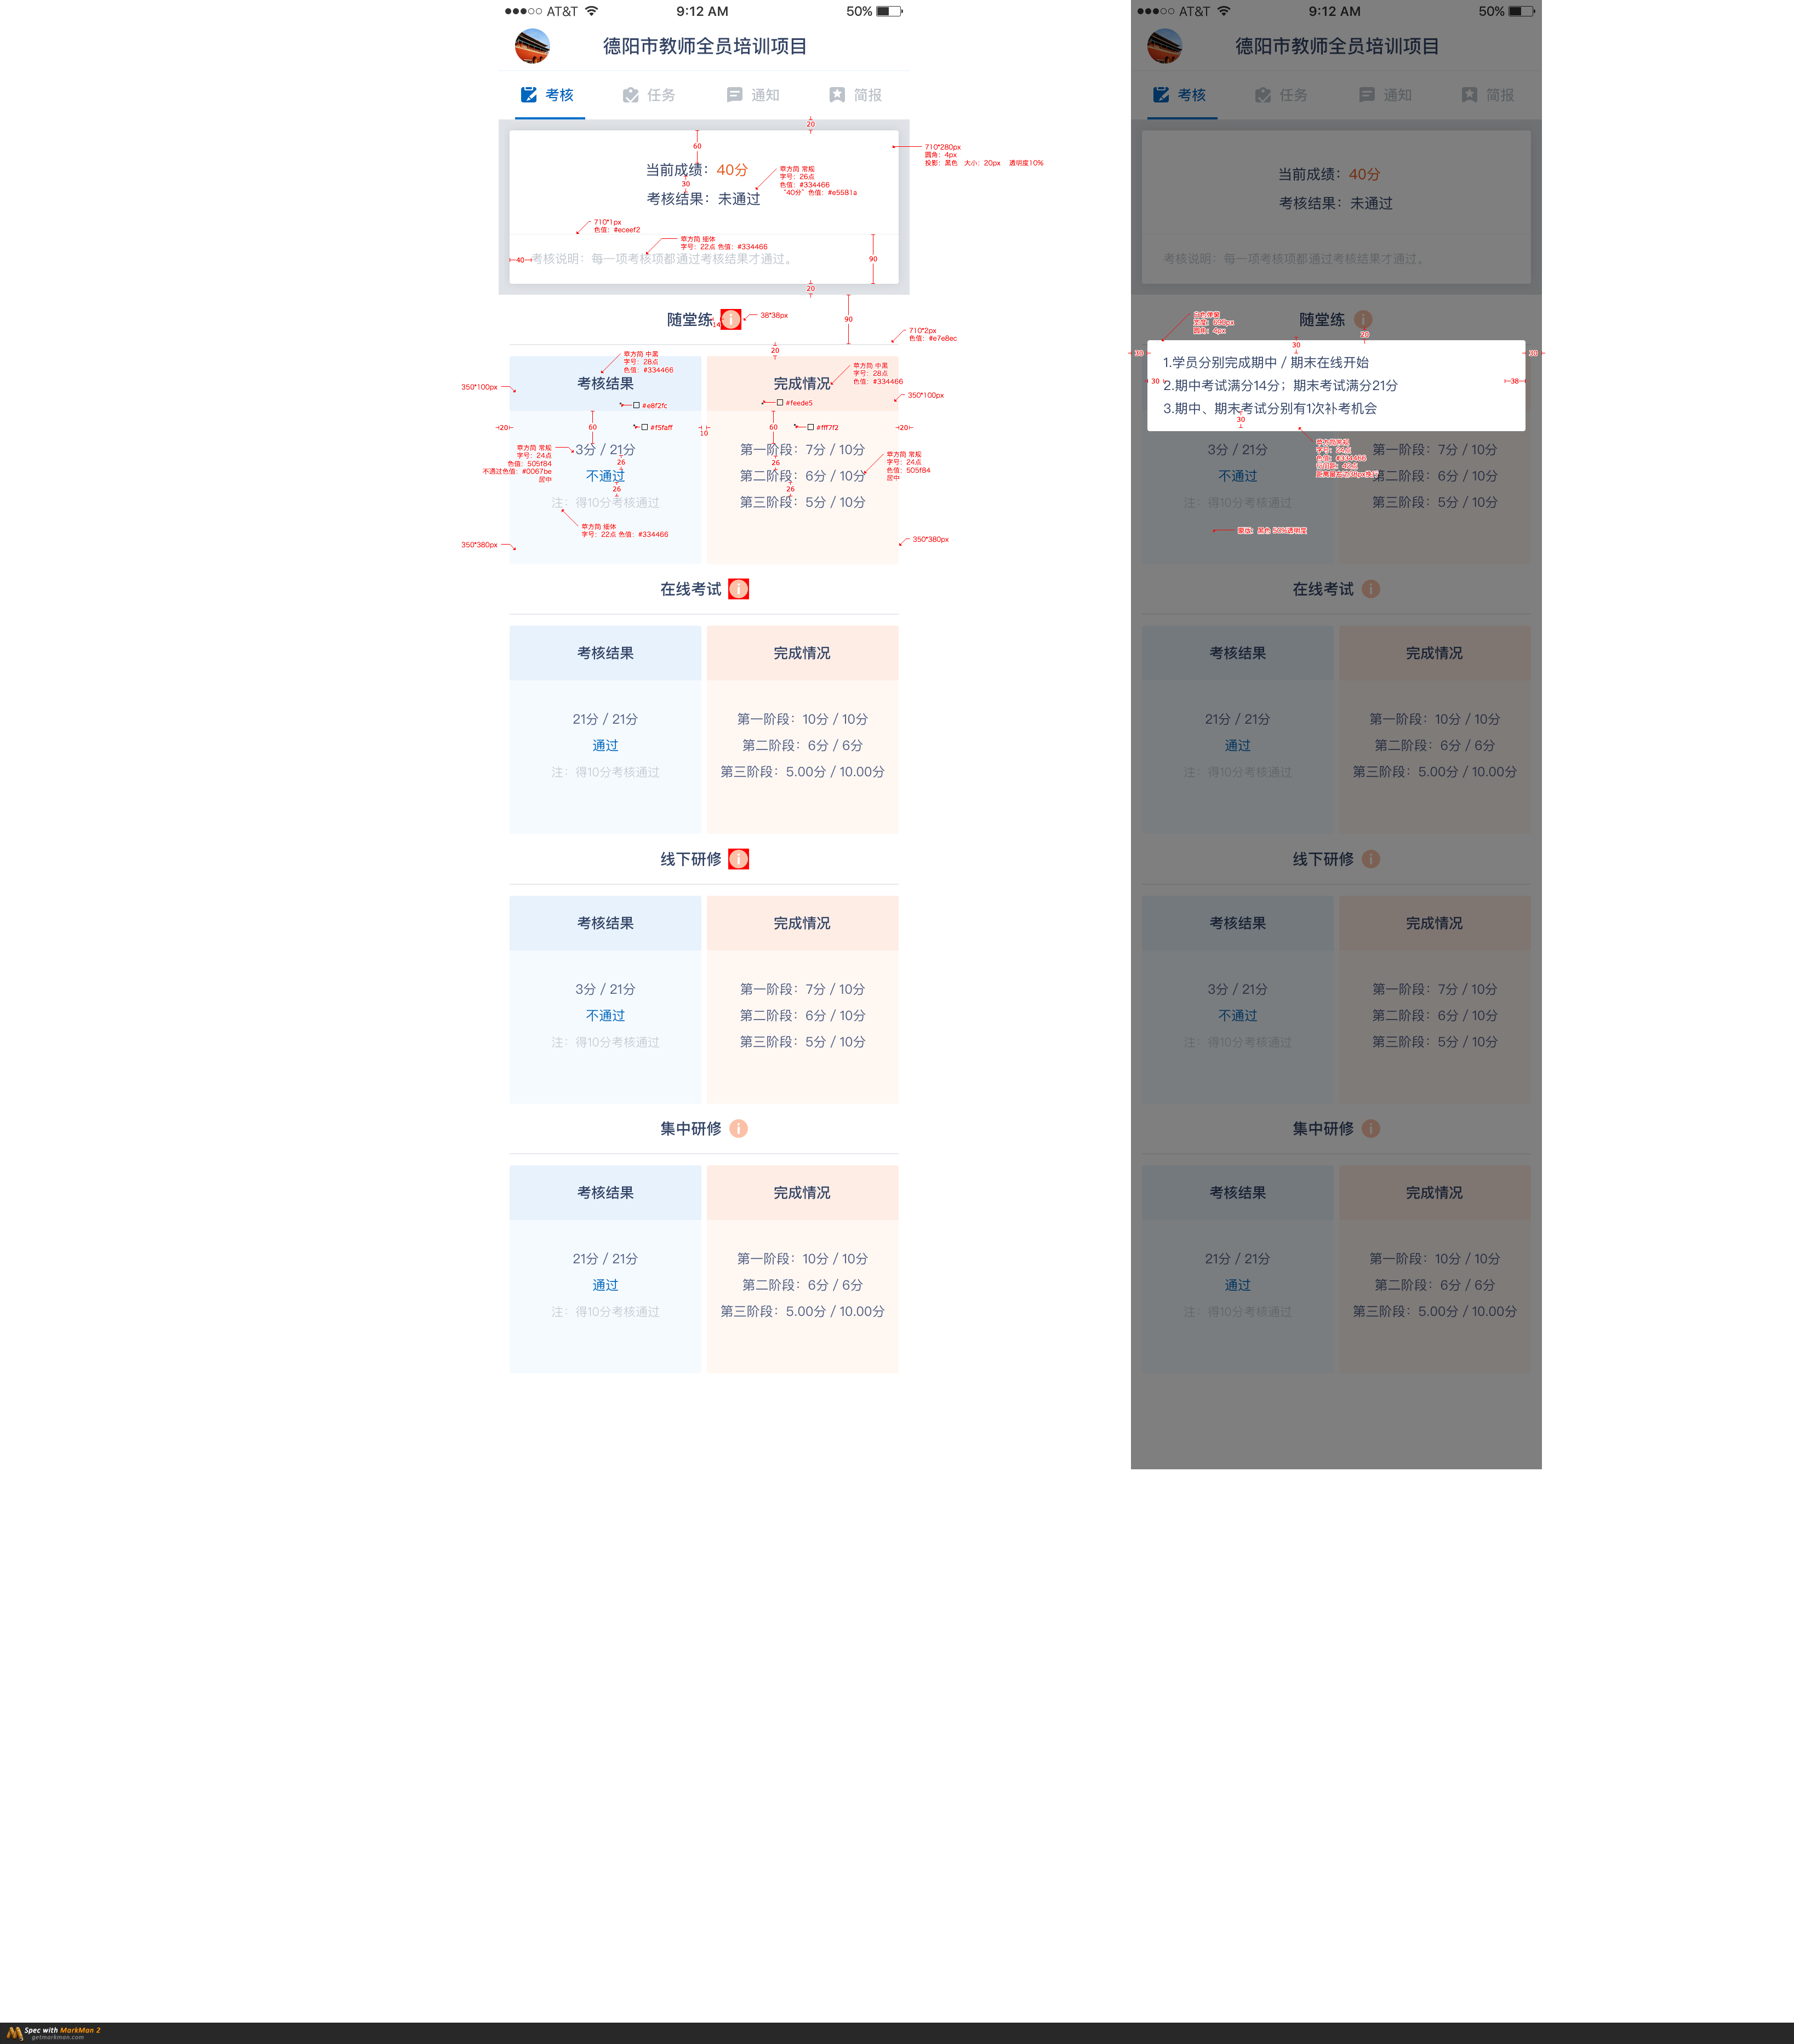 AT&T 9:12 AM 50%
德阳市教师全员培训项目
考核 任务 通知 简报
20
60
当前成绩：40分
30
考核结果：未通过
710*280px
圆角：4px
投影：黑色 大小：20px 透明度10%
苹方简 常规
字号：26点
色值：#334466
“40分”色值：#e5581a
710*1px
色值：#eceef2
苹方简 细体
字号：22点 色值：#334466
40
考核说明：每一项考核项都通过考核结果才通过。
90
20
随堂练
14
38*38px
90
710*2px
色值：#e7e8ec
20
苹方简 中黑
字号：28点
色值：#334466
苹方简 中黑
字号：28点
色值：#334466
考核结果 完成情况
350*100px
350*100px
#e8f2fc
#feede5
20
60
#f5faff
10
60
#fff7f2
20
苹方简 常规
字号：24点
色值：505f84
不通过色值：#0067be
居中
3分 / 21分
26
不通过
26
注：得10分考核通过
第一阶段：7分 / 10分
26
第二阶段：6分 / 10分
26
第三阶段：5分 / 10分
苹方简 常规
字号：24点
色值：505f84
居中
苹方简 细体
字号：22点 色值：#334466
350*380px
350*380px
在线考试
考核结果 完成情况
21分 / 21分 第一阶段：10分 / 10分
通过 第二阶段：6分 / 6分
注：得10分考核通过 第三阶段：5.00分 / 10.00分
线下研修
考核结果 完成情况
3分 / 21分 第一阶段：7分 / 10分
不通过 第二阶段：6分 / 10分
注：得10分考核通过 第三阶段：5分 / 10分
集中研修
考核结果 完成情况
21分 / 21分 第一阶段：10分 / 10分
通过 第二阶段：6分 / 6分
注：得10分考核通过 第三阶段：5.00分 / 10.00分
AT&T 9:12 AM 50%
德阳市教师全员培训项目
考核 任务 通知 简报
当前成绩：40分
考核结果：未通过
考核说明：每一项考核项都通过考核结果才通过。
随堂练
圆角：4px
20
30
30
30
1.学员分别完成期中 / 期末在线开始
30
2.期中考试满分14分；期末考试满分21分
38
3.期中、期末考试分别有1次补考机会
30
色值：#334466
3分 / 21分 第一阶段：7分 / 10分
不通过 第二阶段：6分 / 10分
注：得10分考核通过 第三阶段：5分 / 10分
蒙版：黑色 50%透明度
在线考试
考核结果 完成情况
21分 / 21分 第一阶段：10分 / 10分
通过 第二阶段：6分 / 6分
注：得10分考核通过 第三阶段：5.00分 / 10.00分
线下研修
考核结果 完成情况
3分 / 21分 第一阶段：7分 / 10分
不通过 第二阶段：6分 / 10分
注：得10分考核通过 第三阶段：5分 / 10分
集中研修
考核结果 完成情况
21分 / 21分 第一阶段：10分 / 10分
通过 第二阶段：6分 / 6分
注：得10分考核通过 第三阶段：5.00分 / 10.00分
Spec with MarkMan 2
getmarkman.com